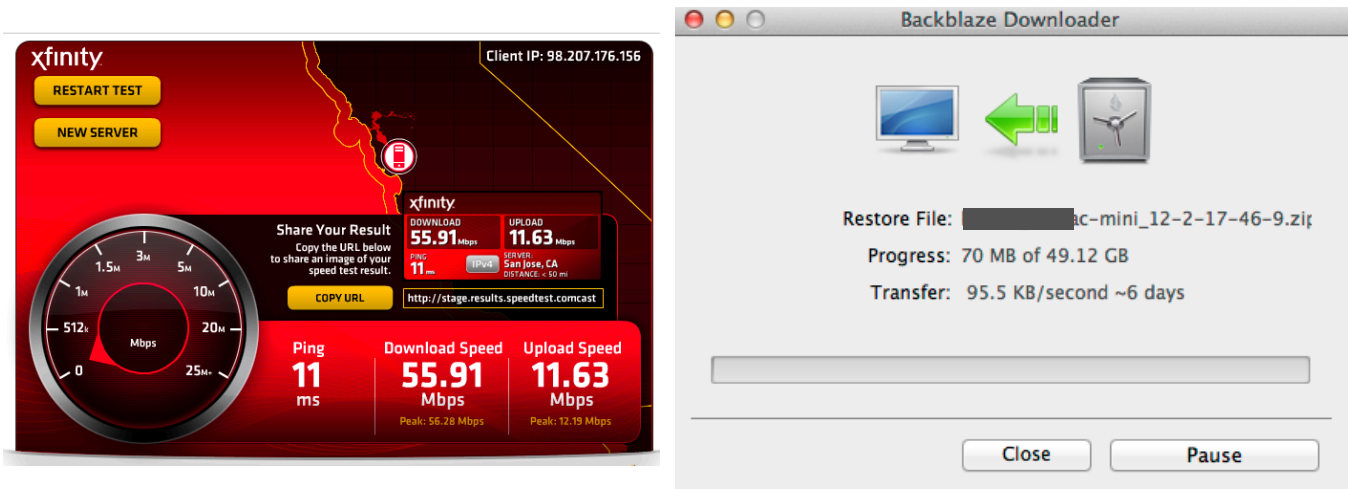 xfinity
Client IP: 98.207.176.156
RESTART TEST
NEW SERVER
Share Your Result
Copy the URL below
to share an image of your
speed test result.
COPY URL
xfinity
DOWNLOAD
55.91 Mbps
UPLOAD
11.63 Mbps
PING
11 ms
IPv4
SERVER:
San Jose, CA
DISTANCE: < 50 mi
http://stage.results.speedtest.comcast
0
512k
1M
1.5M
3M
5M
10M
20M
25M+
Mbps
Ping
11
ms
Download Speed
55.91
Mbps
Peak: 56.28 Mbps
Upload Speed
11.63
Mbps
Peak: 12.19 Mbps
Backblaze Downloader
Restore File: ac-mini_12-2-17-46-9.zip
Progress: 70 MB of 49.12 GB
Transfer: 95.5 KB/second ~6 days
Close
Pause